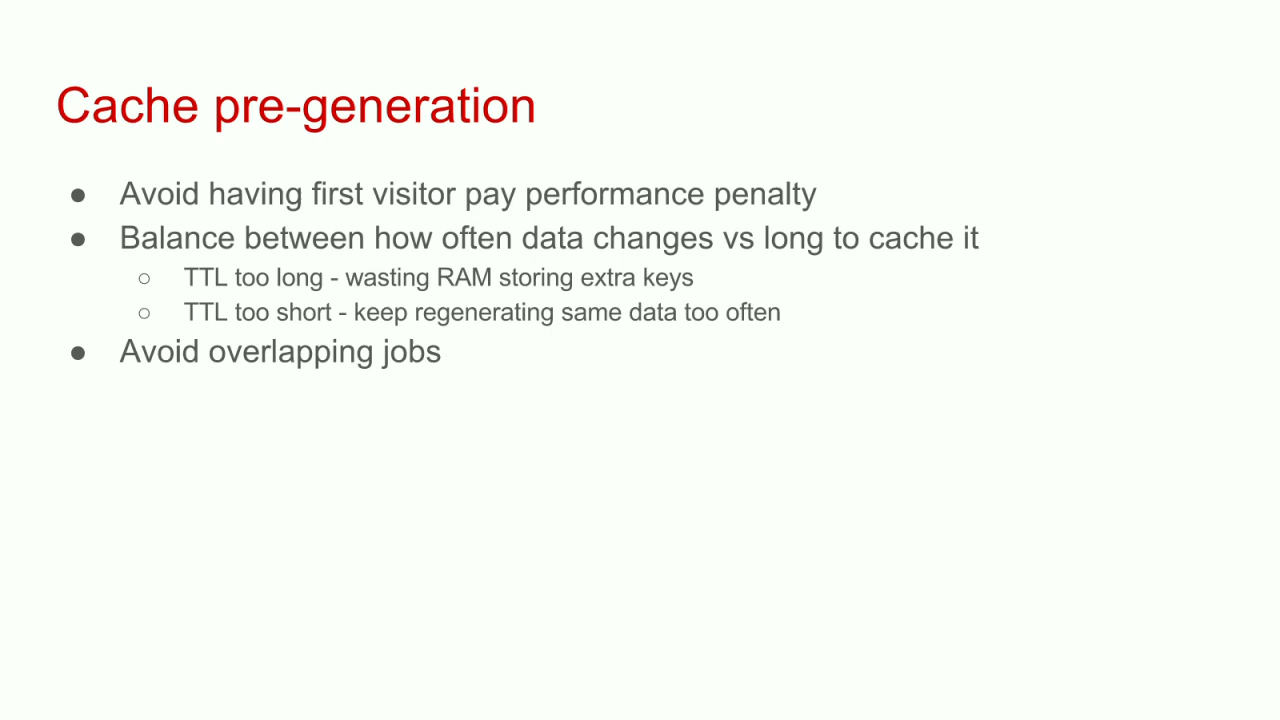 Cache pre-generation
● Avoid having first visitor pay performance penalty
● Balance between how often data changes vs long to cache it
○ TTL too long - wasting RAM storing extra keys
○ TTL too short - keep regenerating same data too often
● Avoid overlapping jobs